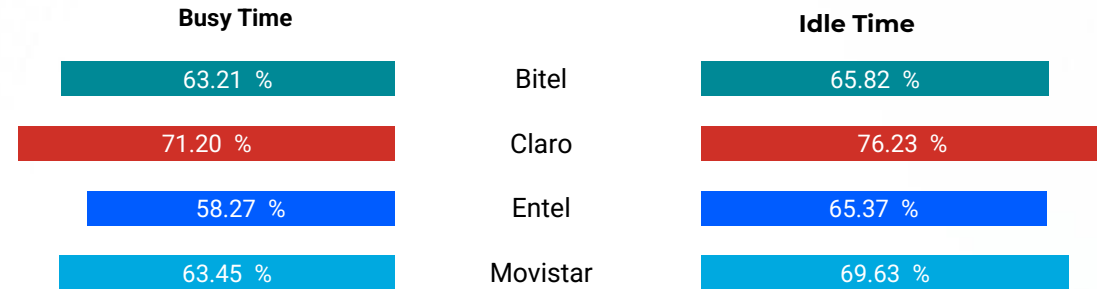 Busy Time
Idle Time
63.21 %
Bitel
65.82 %
71.20 %
Claro
76.23 %
58.27 %
Entel
65.37 %
63.45 %
Movistar
69.63 %